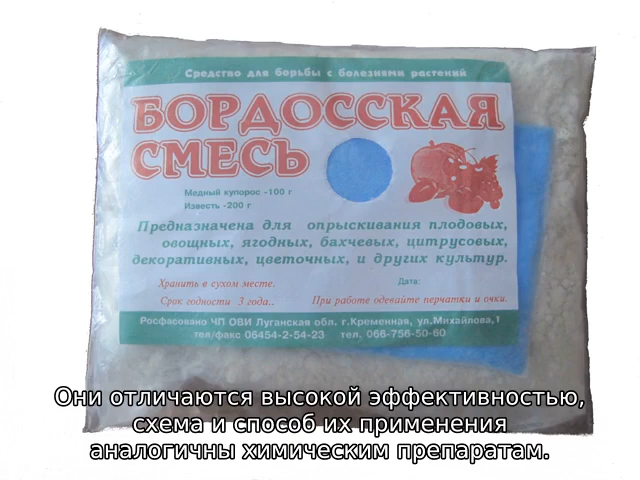 Средство для борьбы с болезнями растений
БОРДОССКАЯ
СМЕСЬ
Медный купорос -100 г
Известь -200 г
Предназначена для опрыскивания плодовых,
овощных, ягодных, бахчевых, цитрусовых,
декоративных, цветочных, и других культур.
Хранить в сухом месте.
Дата:
Срок годности 3 года..
При работе одевайте перчатки и очки.
Росфасовано ЧП ОВИ Луганская обл. г.Кременная, ул.Михайлова,1
тел/факс 06454-2-54-23 тел. 066-756-50-60
Они отличаются высокой эффективностью,
схема и способ их применения
аналогичны химическим препаратам.